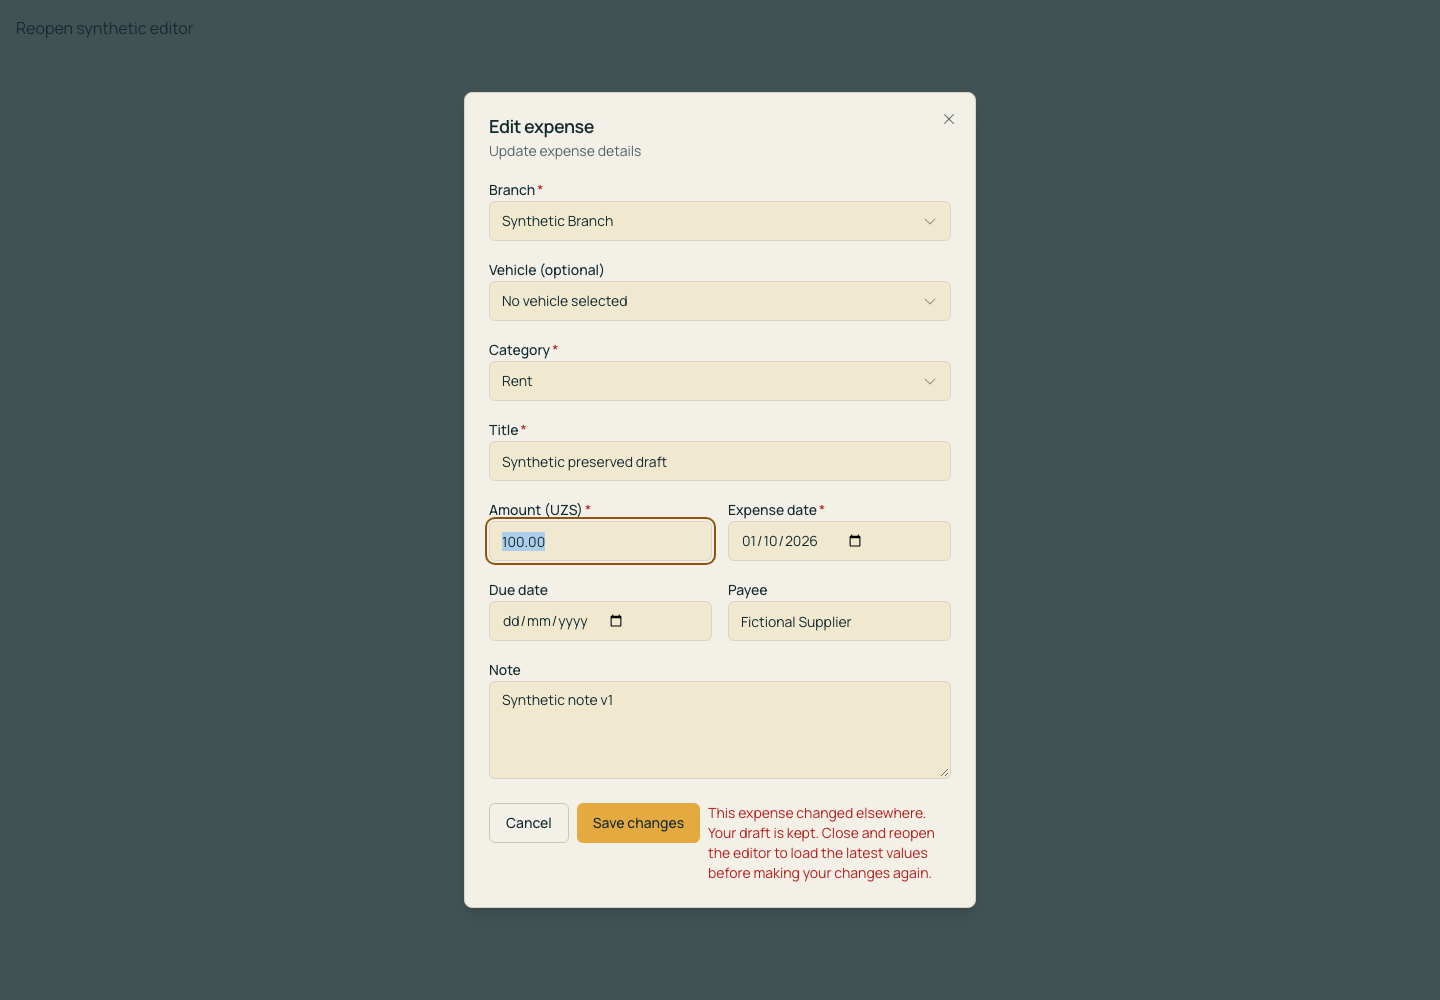 Reopen synthetic editor
Edit expense
Update expense details
Branch *
Synthetic Branch
Vehicle (optional)
No vehicle selected
Category *
Rent
Title *
Synthetic preserved draft
Amount (UZS) *
Expense date *
100.00
01/10/2026
Due date
Payee
dd/mm/yyyy
Fictional Supplier
Note
Synthetic note v1
Cancel
Save changes
This expense changed elsewhere.
Your draft is kept. Close and reopen
the editor to load the latest values
before making your changes again.